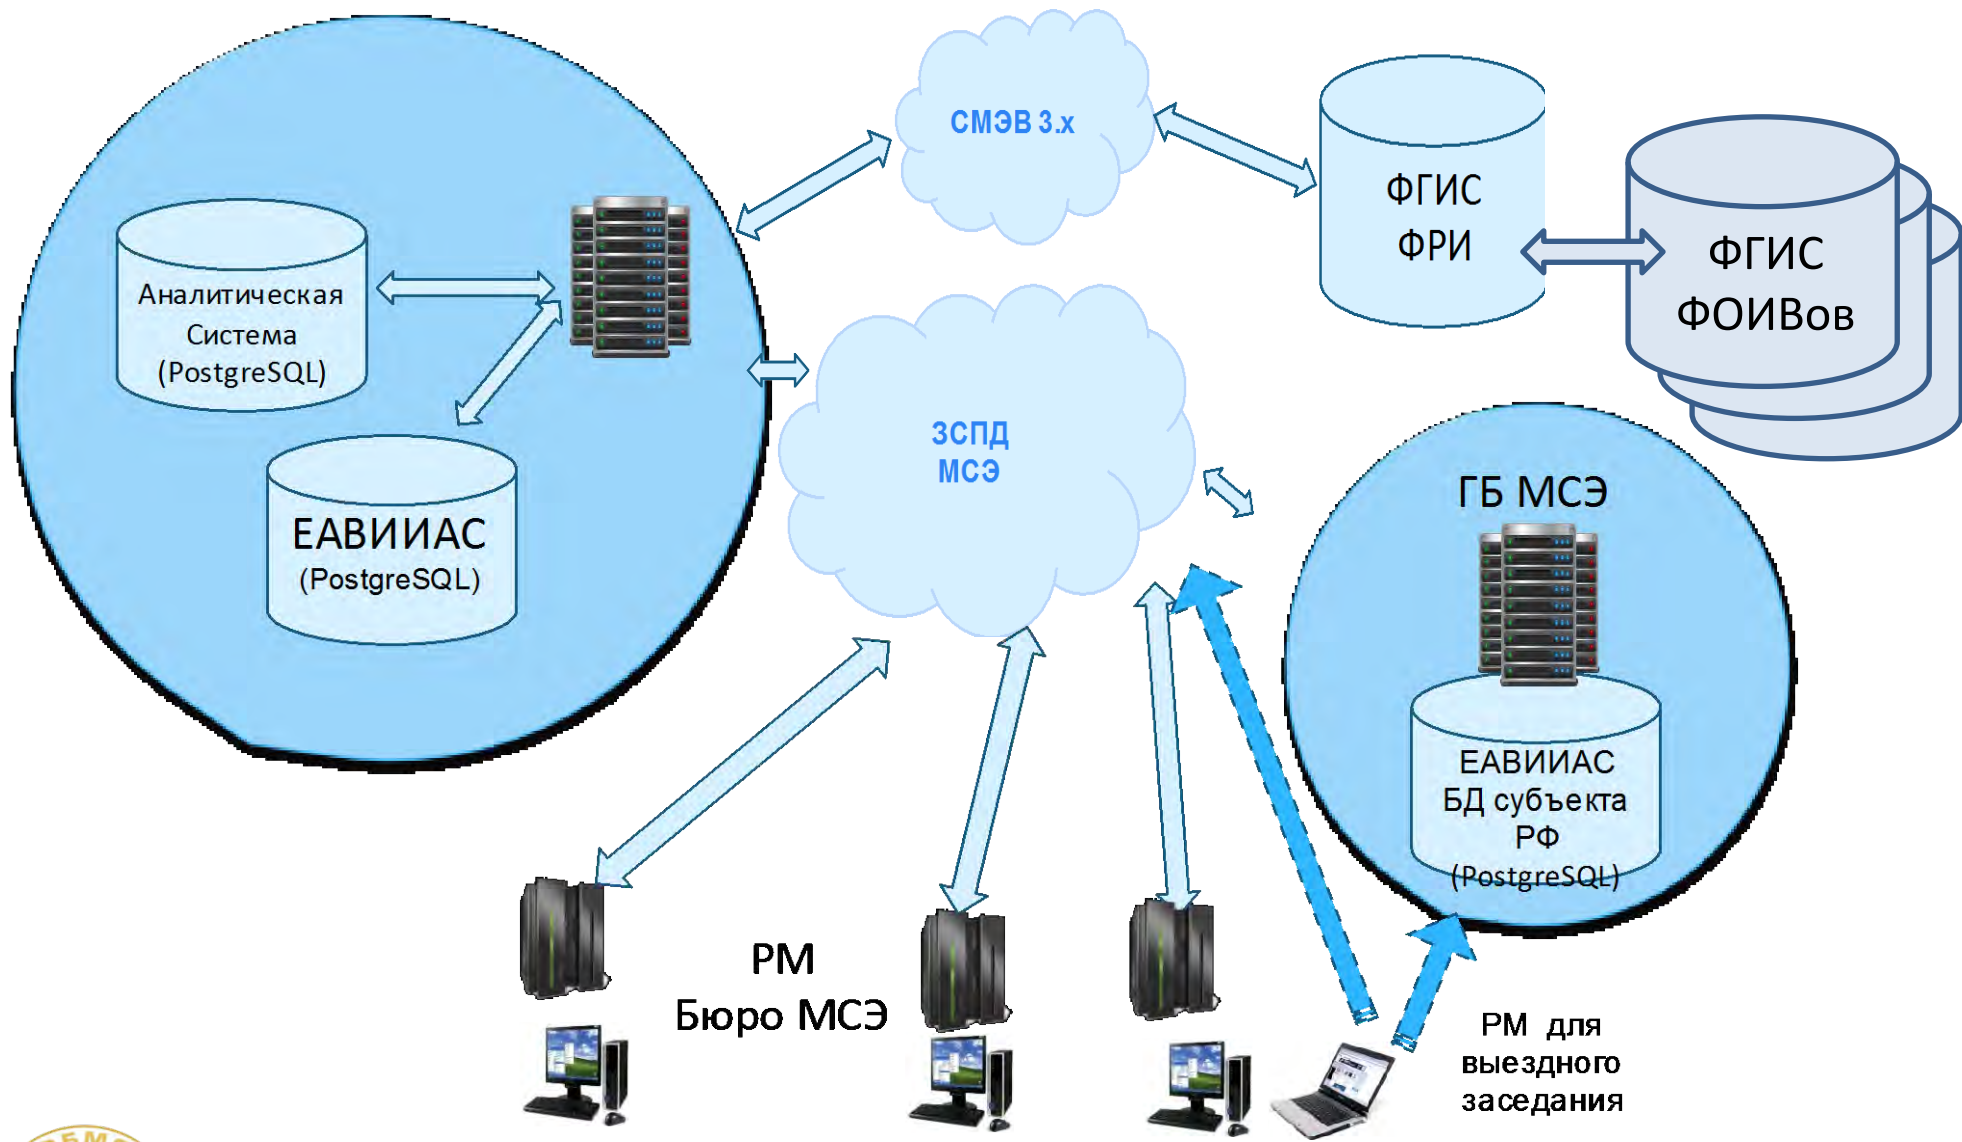 СМЭВ 3.х
ФГИС
ФРИ
ФГИС
ФОИВов
Аналитическая
Система
(PostgreSQL)
ЕАВИИАС
(PostgreSQL)
ЗСПД
МСЭ
ГБ МСЭ
ЕАВИИАС
БД субъекта
РФ
(PostgreSQL)
РМ
Бюро МСЭ
РМ для
выездного
заседания